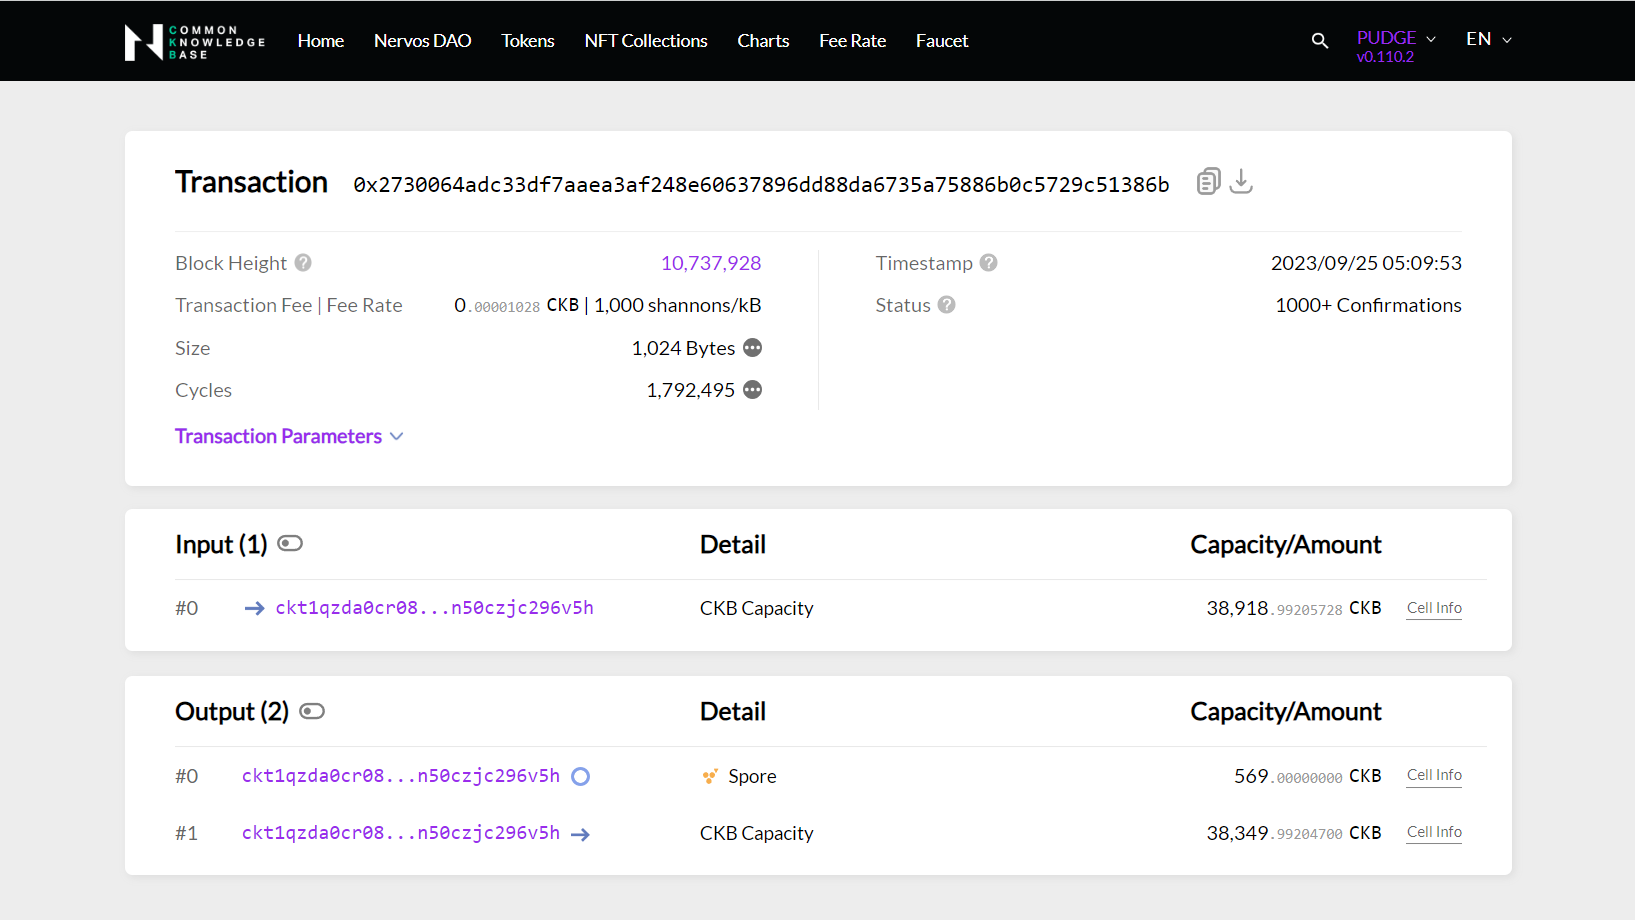 COMMON KNOWLEDGE BASE
Home Nervos DAO Tokens NFT Collections Charts Fee Rate Faucet PUDGE v0.110.2 EN
Transaction 0x2730064adc33df7aaea3af248e60637896dd88da6735a75886b0c5729c51386b
Block Height ? 10,737,928 Timestamp ? 2023/09/25 05:09:53
Transaction Fee | Fee Rate 0.00001028 CKB | 1,000 shannons/kB Status ? 1000+ Confirmations
Size 1,024 Bytes
Cycles 1,792,495
Transaction Parameters
Input (1) Detail Capacity/Amount
#0 ckt1qzda0cr08...n50czjc296v5h CKB Capacity 38,918.99205728 CKB Cell Info
Output (2) Detail Capacity/Amount
#0 ckt1qzda0cr08...n50czjc296v5h Spore 569.00000000 CKB Cell Info
#1 ckt1qzda0cr08...n50czjc296v5h CKB Capacity 38,349.99204700 CKB Cell Info